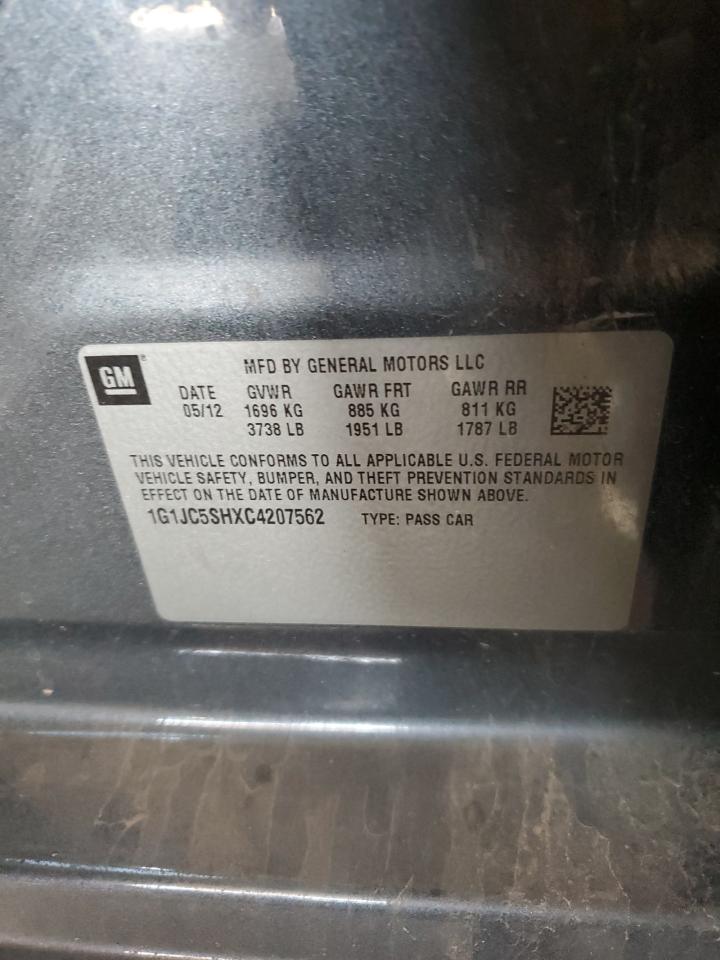 GM®
MFD BY GENERAL MOTORS LLC
DATE GVWR GAWR FRT GAWR RR
05/12 1696 KG 885 KG 811 KG
3738 LB 1951 LB 1787 LB
THIS VEHICLE CONFORMS TO ALL APPLICABLE U.S. FEDERAL MOTOR
VEHICLE SAFETY, BUMPER, AND THEFT PREVENTION STANDARDS IN
EFFECT ON THE DATE OF MANUFACTURE SHOWN ABOVE.
1G1JC5SHXC4207562 TYPE: PASS CAR